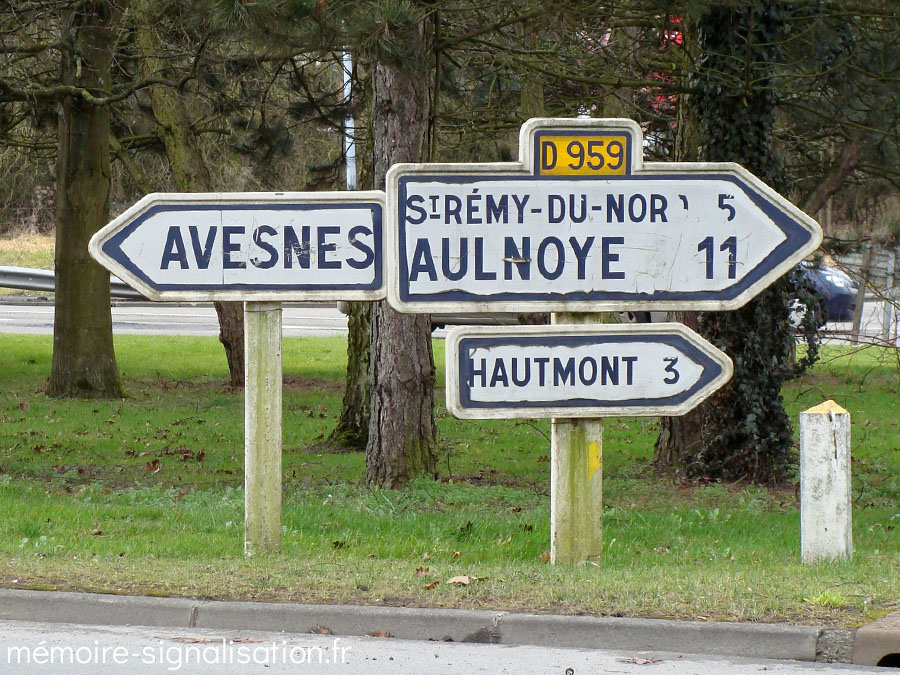 D 959
AVESNES
ST RÉMY-DU-NORD 5
AULNOYE 11
HAUTMONT 3
mémoire-signalisation.fr